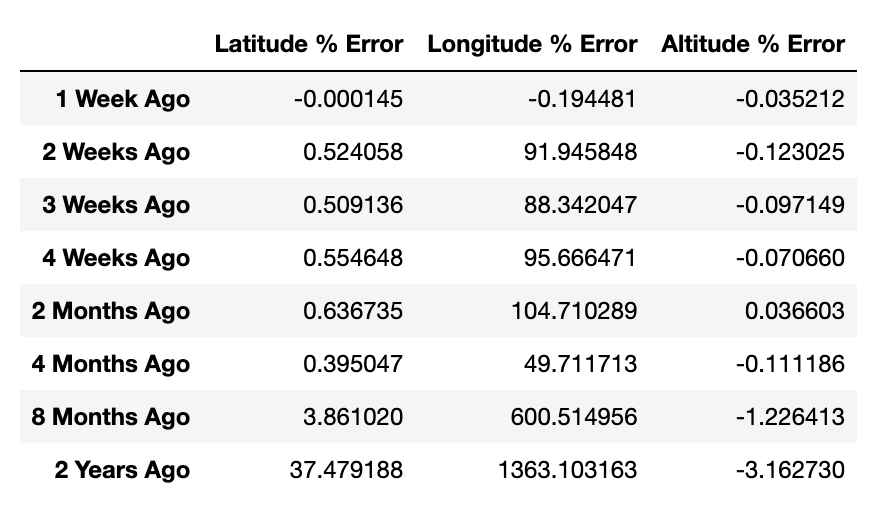 Latitude % Error Longitude % Error Altitude % Error
1 Week Ago -0.000145 -0.194481 -0.035212
2 Weeks Ago 0.524058 91.945848 -0.123025
3 Weeks Ago 0.509136 88.342047 -0.097149
4 Weeks Ago 0.554648 95.666471 -0.070660
2 Months Ago 0.636735 104.710289 0.036603
4 Months Ago 0.395047 49.711713 -0.111186
8 Months Ago 3.861020 600.514956 -1.226413
2 Years Ago 37.479188 1363.103163 -3.162730